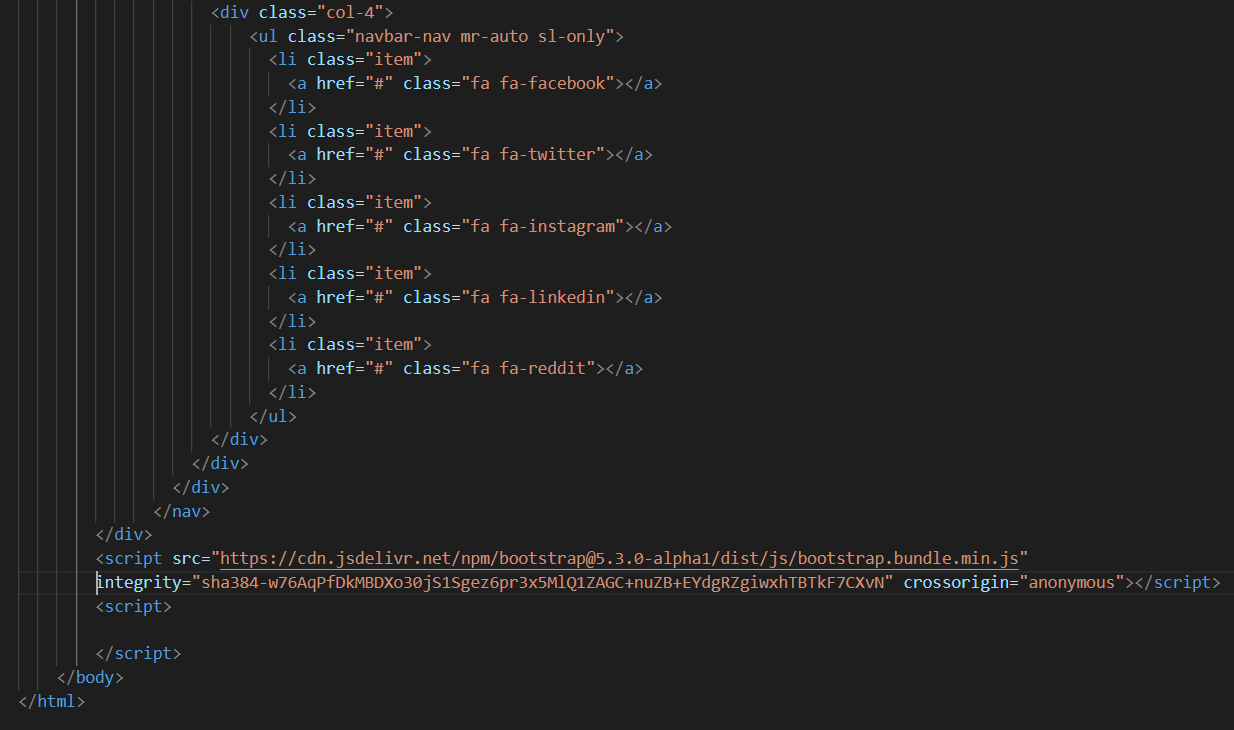 <div class="col-4">
<ul class="navbar-nav mr-auto sl-only">
<li class="item">
<a href="#" class="fa fa-facebook"></a>
</li>
<li class="item">
<a href="#" class="fa fa-twitter"></a>
</li>
<li class="item">
<a href="#" class="fa fa-instagram"></a>
</li>
<li class="item">
<a href="#" class="fa fa-linkedin"></a>
</li>
<li class="item">
<a href="#" class="fa fa-reddit"></a>
</li>
</ul>
</div>
</div>
</div>
</nav>
</div>
<script src="https://cdn.jsdelivr.net/npm/bootstrap@5.3.0-alpha1/dist/js/bootstrap.bundle.min.js"
integrity="sha384-w76AqPfDkMBDXo30jS1Sgez6pr3x5MlQ1ZAGC+nuZB+EYdgRZgiwxhTBTkF7CXvN" crossorigin="anonymous"></script>
<script>
</script>
</body>
</html>